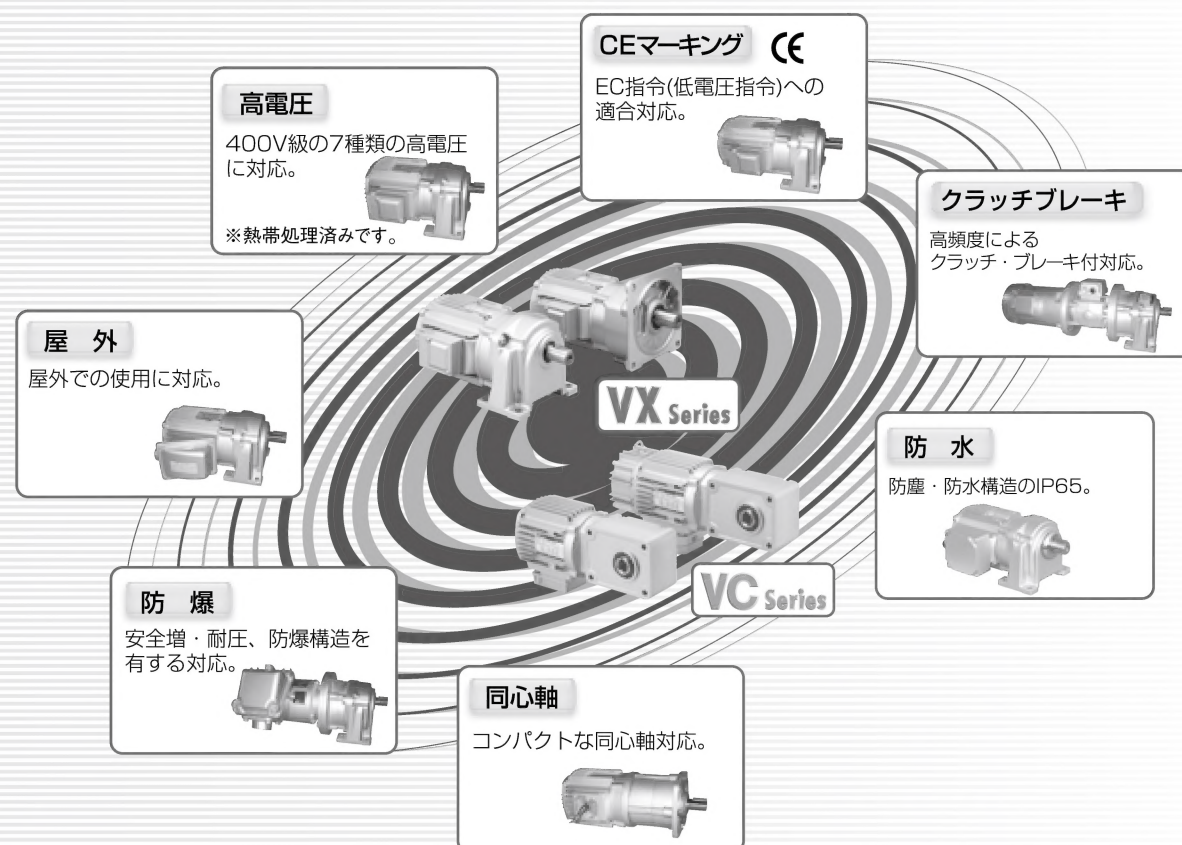 CEマーキング CE
EC指令(低電圧指令)への
適合対応。
高電圧
400V級の7種類の高電圧
に対応。
※熱帯処理済みです。
クラッチブレーキ
高頻度による
クラッチ・ブレーキ付対応。
屋 外
屋外での使用に対応。
VX Series
防 水
防塵・防水構造のIP65。
VC Series
防 爆
安全増・耐圧、防爆構造を
有する対応。
同心軸
コンパクトな同心軸対応。